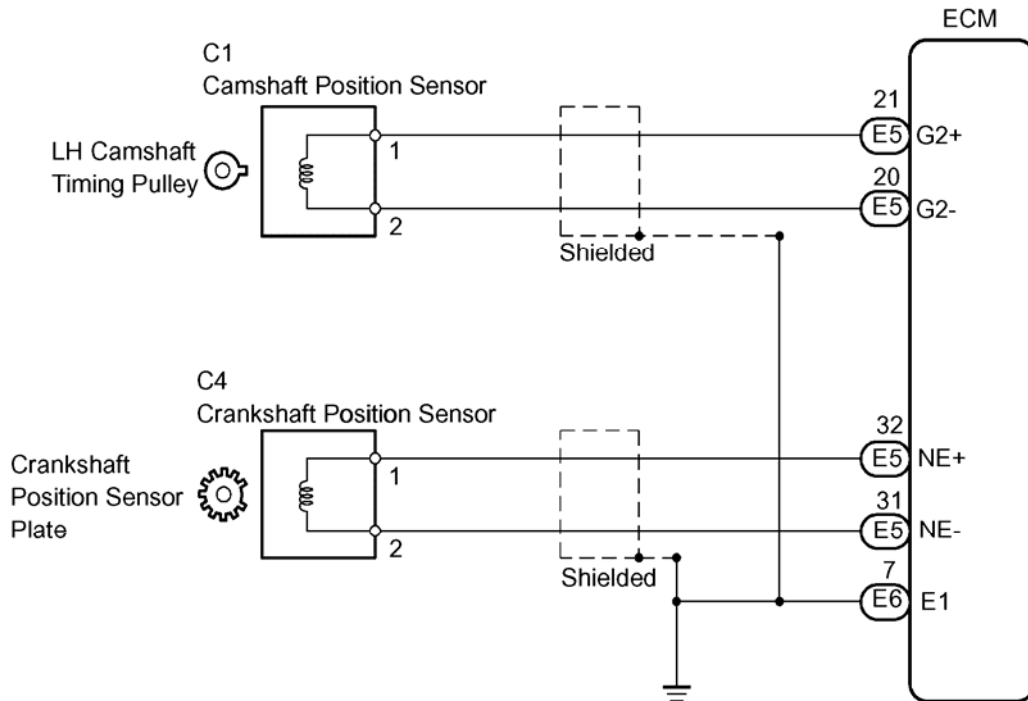 ECM
C1
Camshaft Position Sensor
LH Camshaft
Timing Pulley
1
2
Shielded
21
E5 G2+
20
E5 G2-
C4
Crankshaft Position Sensor
Crankshaft
Position Sensor
Plate
1
2
Shielded
32
E5 NE+
31
E5 NE-
7
E6 E1